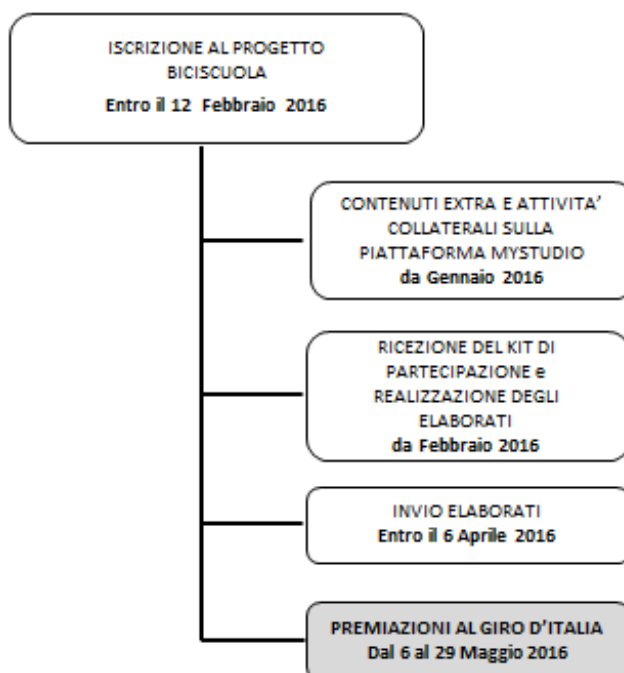 ISCRIZIONE AL PROGETTO
BICISCUOLA
Entro il 12 Febbraio 2016
CONTENUTI EXTRA E ATTIVITA’
COLLATERALI SULLA
PIATTAFORMA MYSTUDIO
da Gennaio 2016
RICEZIONE DEL KIT DI
PARTECIPAZIONE e
REALIZZAZIONE DEGLI
ELABORATI
da Febbraio 2016
INVIO ELABORATI
Entro il 6 Aprile 2016
PREMIAZIONI AL GIRO D’ITALIA
Dal 6 al 29 Maggio 2016